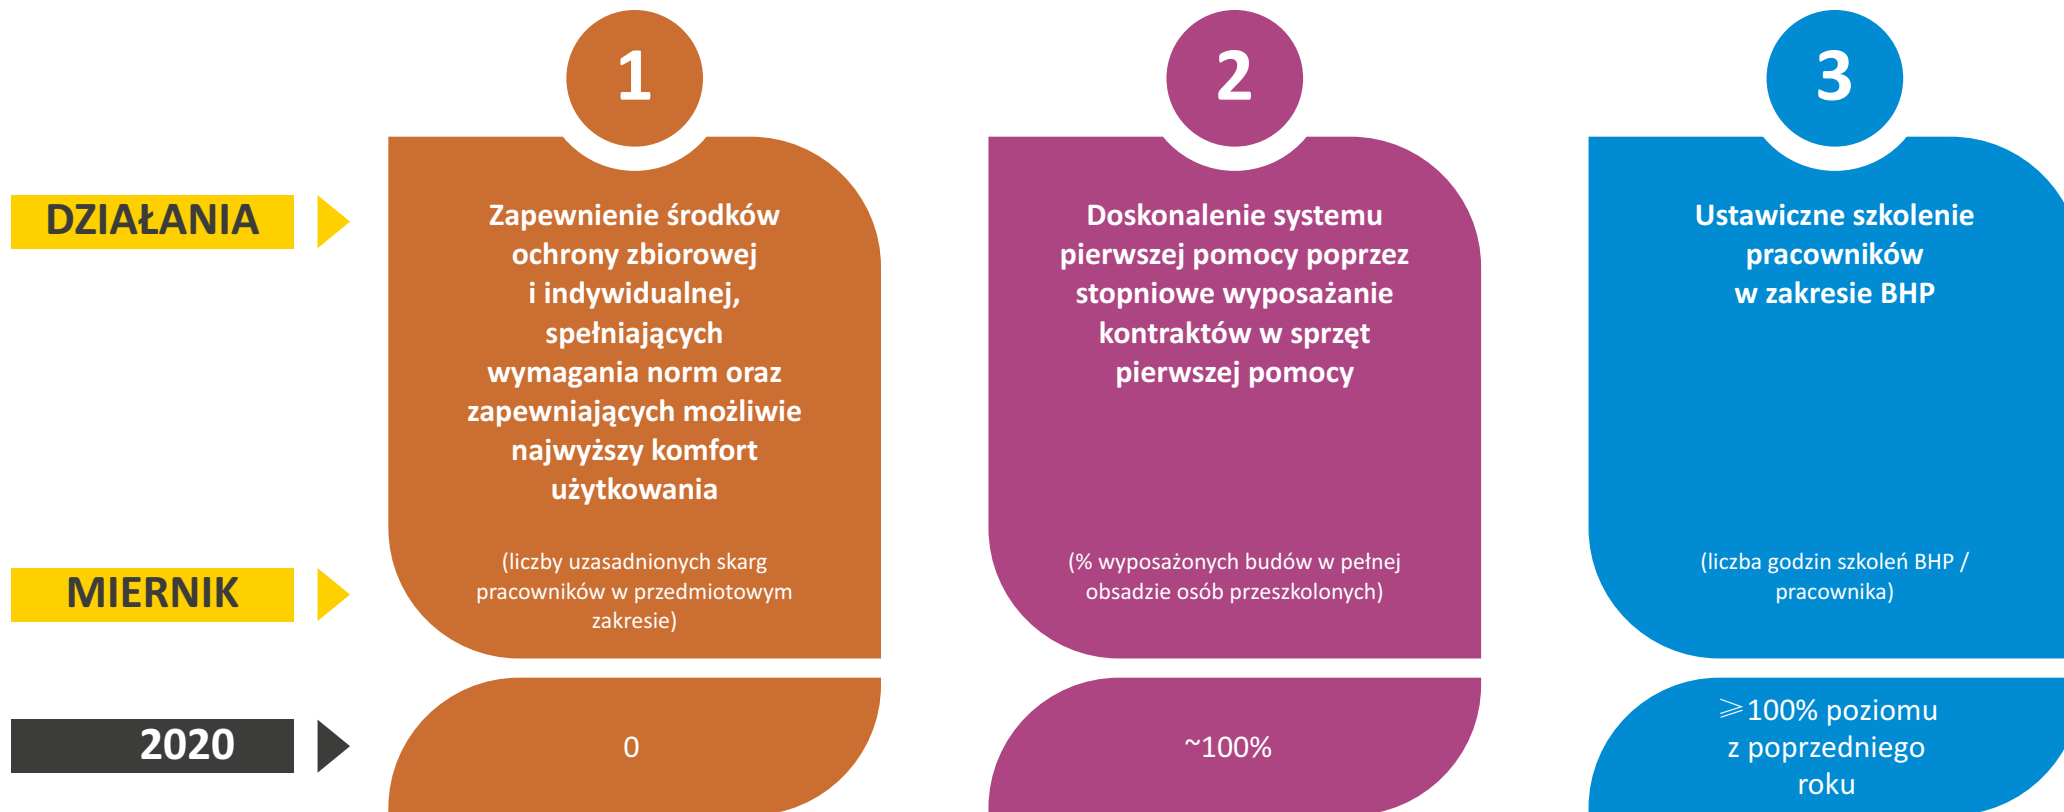 1
2
3
DZIAŁANIA
Zapewnienie środków
ochrony zbiorowej
i indywidualnej,
spełniających
wymagania norm oraz
zapewniających możliwie
najwyższy komfort
użytkowania
Doskonalenie systemu
pierwszej pomocy poprzez
stopniowe wyposażanie
kontraktów w sprzęt
pierwszej pomocy
Ustawiczne szkolenie
pracowników
w zakresie BHP
MIERNIK
(liczby uzasadnionych skarg
pracowników w przedmiotowym
zakresie)
(% wyposażonych budów w pełnej
obsadzie osób przeszkolonych)
(liczba godzin szkoleń BHP /
pracownika)
2020
0
~100%
⩾100% poziomu
z poprzedniego
roku